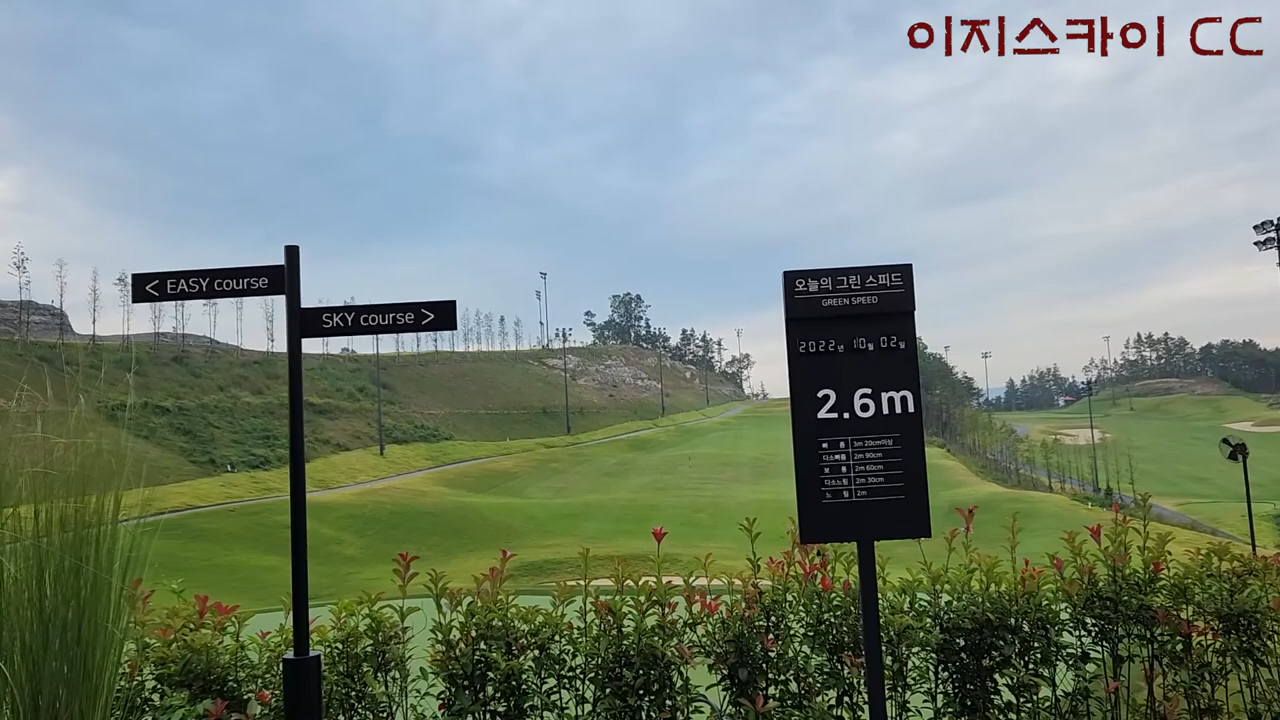 이지스카이 CC
< EASY course
SKY course >
오늘의 그린 스피드
GREEN SPEED
2022년 10월 02일
2.6m
빠 름 3m 20cm이상
다소빠름 2m 90cm
보 통 2m 60cm
다소느림 2m 30cm
느 림 2m